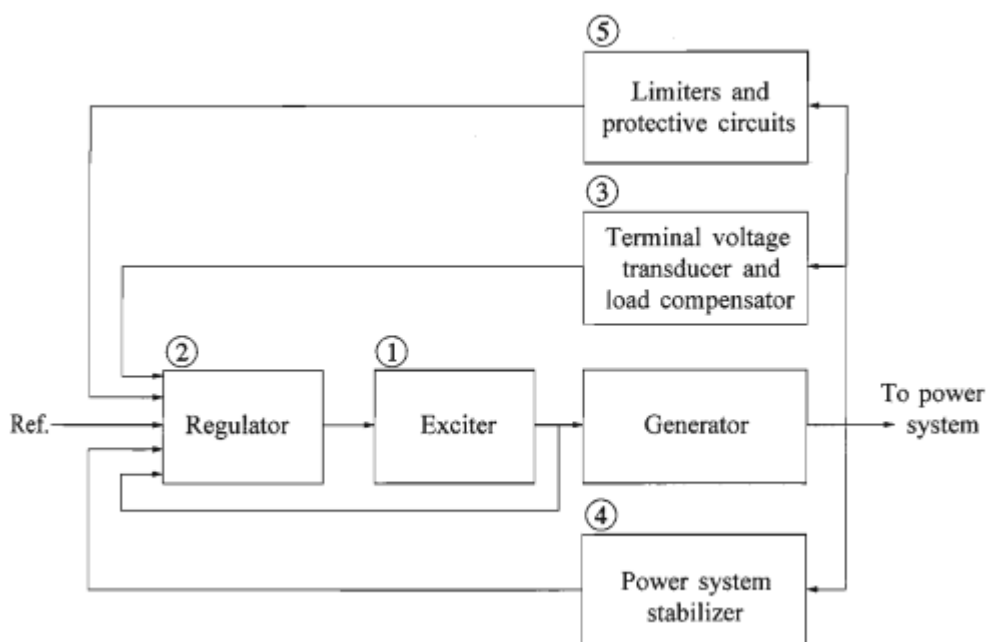 ⑤
Limiters and
protective circuits
③
Terminal voltage
transducer and
load compensator
②
①
Ref.
Regulator
Exciter
Generator
To power
system
④
Power system
stabilizer